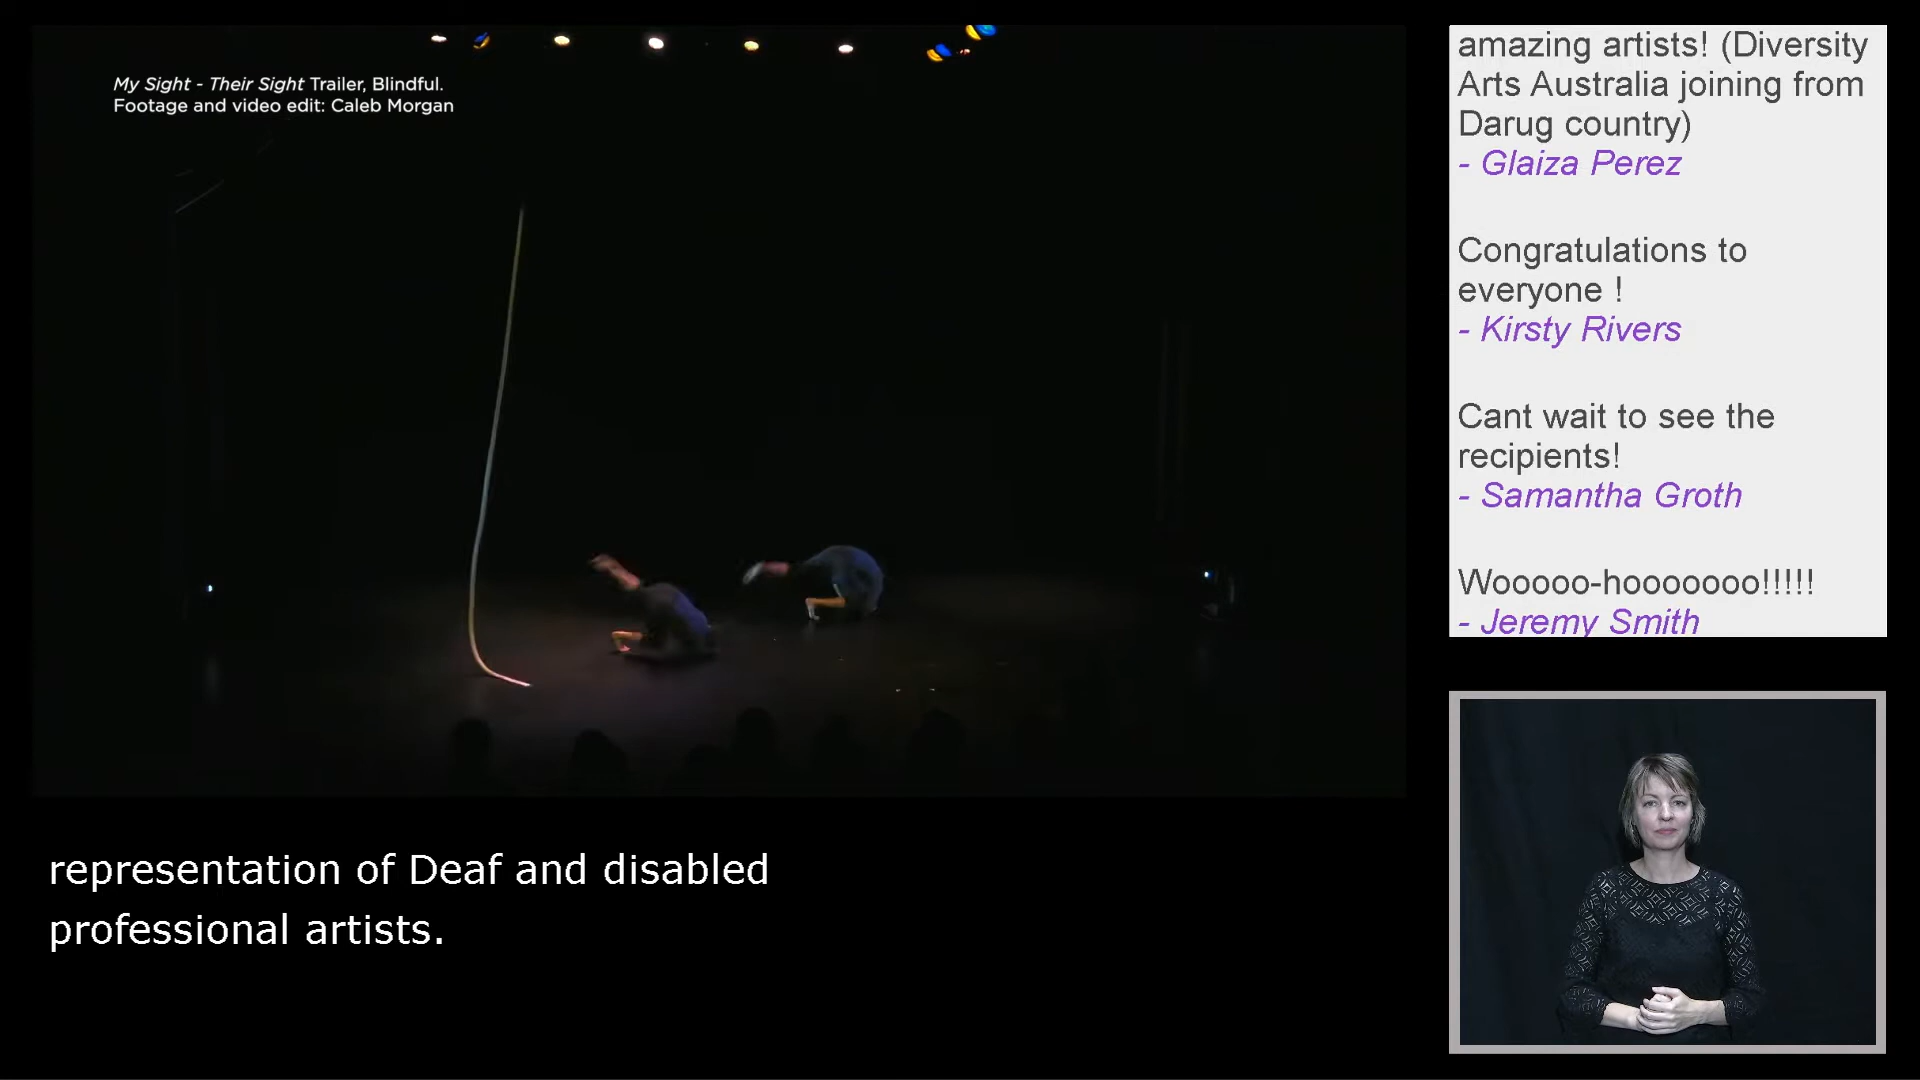 My Sight - Their Sight Trailer, Blindful.
Footage and video edit: Caleb Morgan
amazing artists! (Diversity
Arts Australia joining from
Darug country)
- Glaiza Perez
Congratulations to
everyone !
- Kirsty Rivers
Cant wait to see the
recipients!
- Samantha Groth
Wooooo-hooooooo!!!!!
- Jeremy Smith
representation of Deaf and disabled
professional artists.